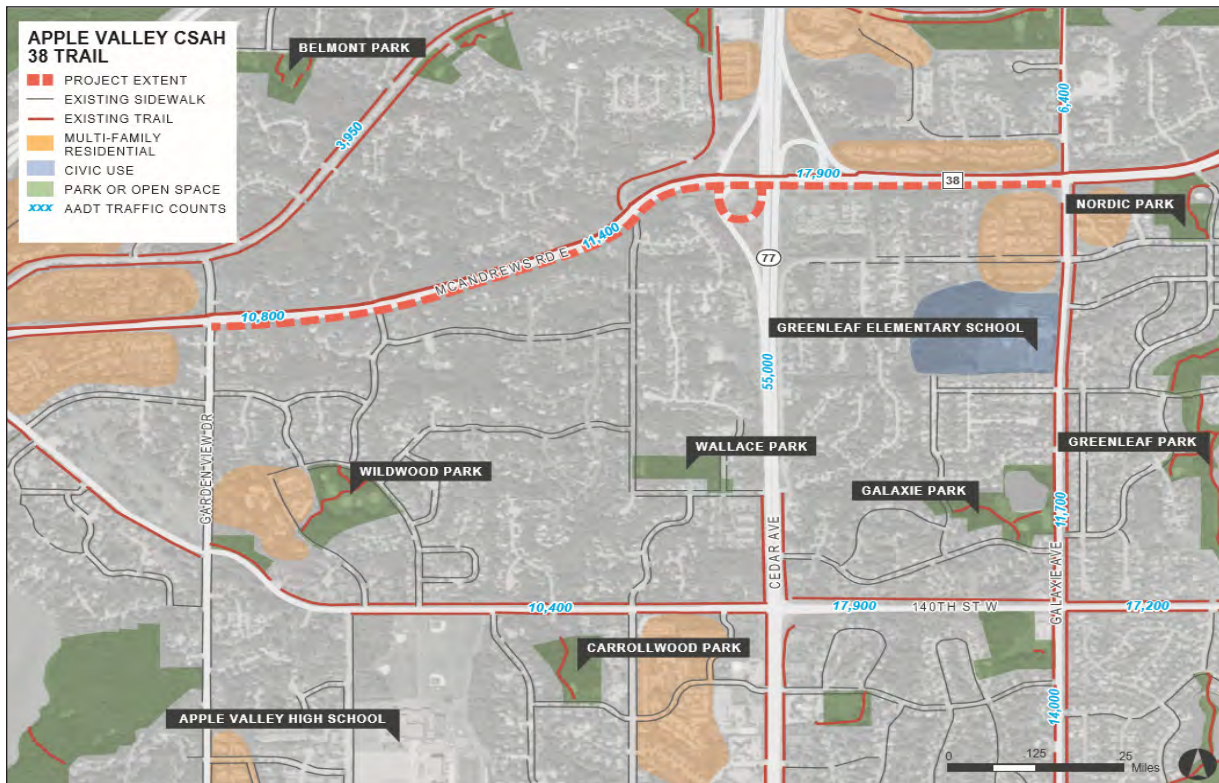 APPLE VALLEY CSAH
38 TRAIL
PROJECT EXTENT
EXISTING SIDEWALK
EXISTING TRAIL
MULTI-FAMILY
RESIDENTIAL
CIVIC USE
PARK OR OPEN SPACE
xxx AADT TRAFFIC COUNTS
BELMONT PARK
3,950
6,400
17,900
38
NORDIC PARK
11,400
MCANDREWS RD E
77
10,800
GREENLEAF ELEMENTARY SCHOOL
55,000
GARDEN VIEW DR
WALLACE PARK
GREENLEAF PARK
WILDWOOD PARK
GALAXIE PARK
11,700
CEDAR AVE
GALAXIE AVE
10,400
17,900
140TH ST W
17,200
CARROLLWOOD PARK
APPLE VALLEY HIGH SCHOOL
14,000
0 .125 .25
Miles